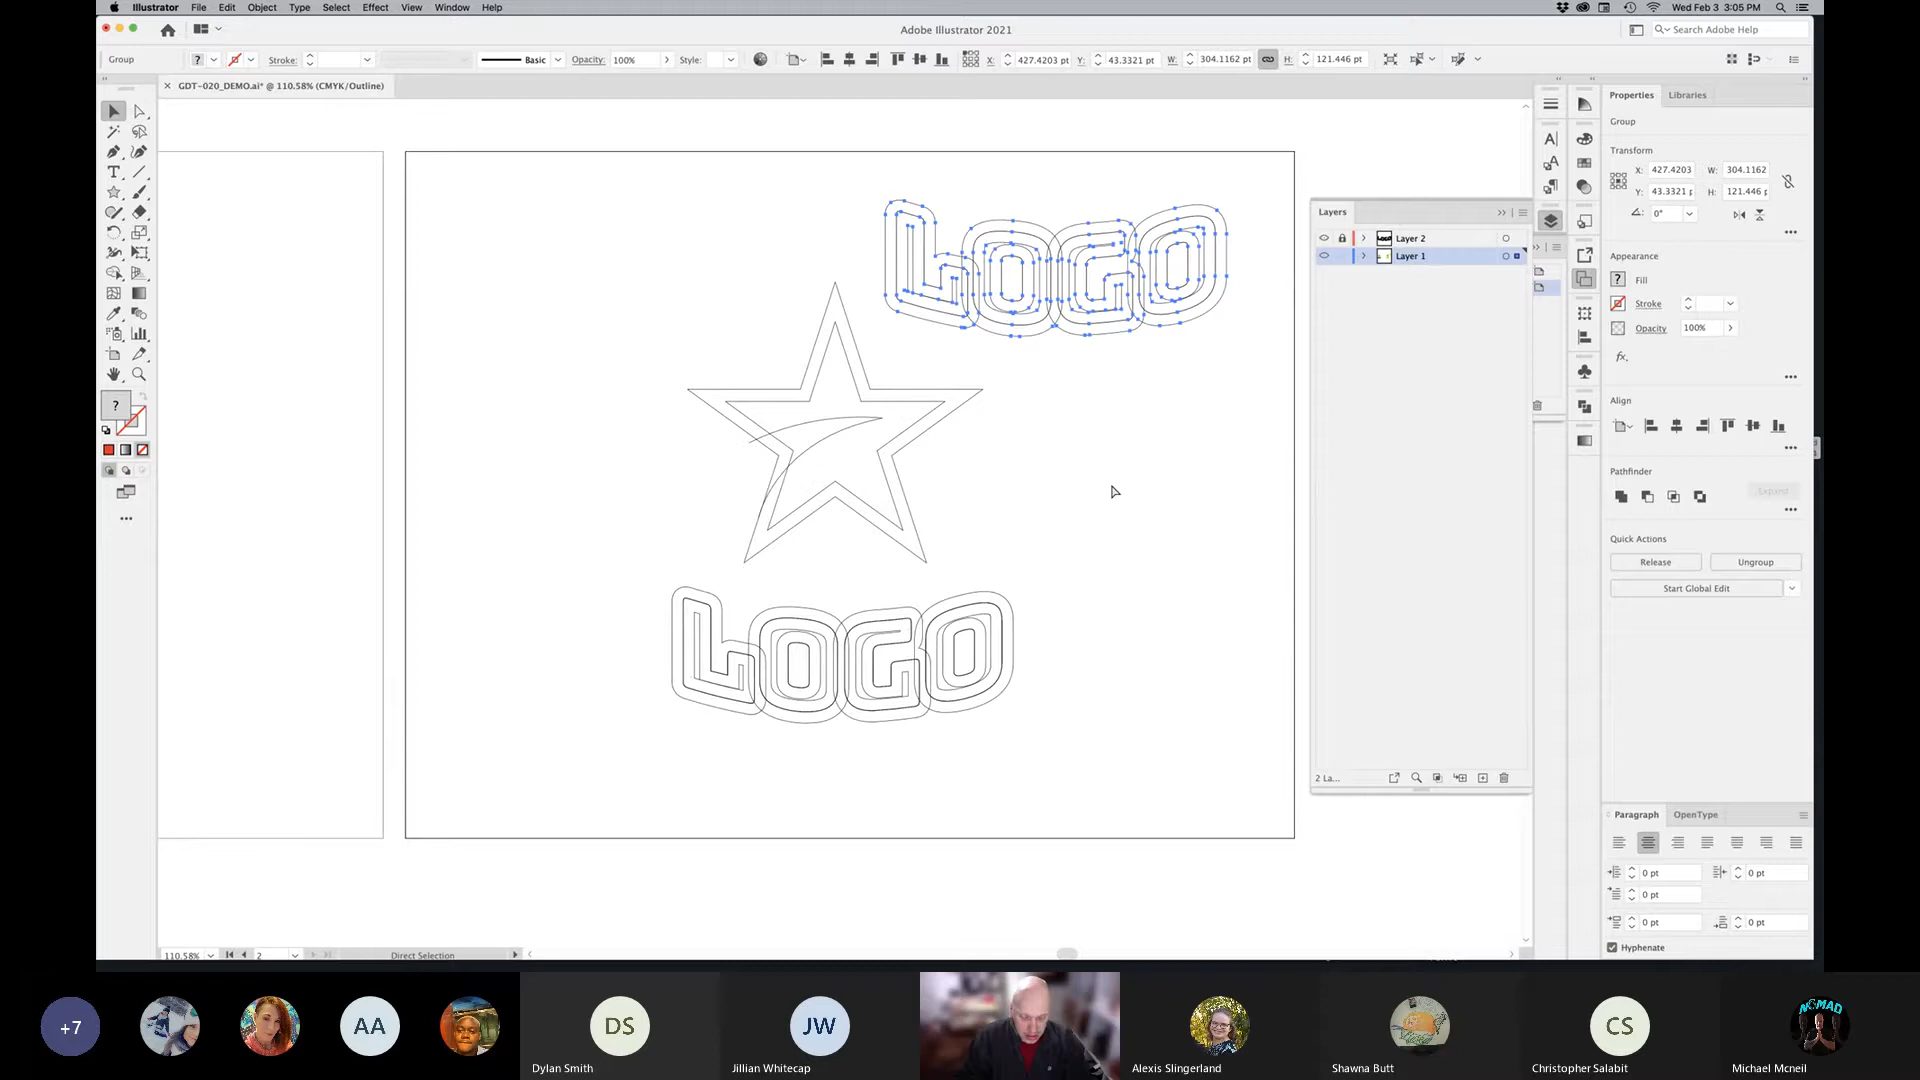 Illustrator File Edit Object Type Select Effect View Window Help
Wed Feb 3 3:05 PM
Adobe Illustrator 2021
Search Adobe Help
Group
?
Stroke:
Basic
Opacity: 100%
Style:
X: 427.4203 pt
Y: 43.3321 pt
W: 304.1162 pt
H: 121.446 pt
× GDT-020_DEMO.ai* @ 110.58% (CMYK/Outline)
LOGO
LOGO
?
Layers
Layer 2
Layer 1
2 La...
Properties Libraries
Group
Transform
X: 427.4203 W: 304.1162
Y: 43.3321 p H: 121.446 p
0°
Appearance
? Fill
Stroke
Opacity 100%
fx.
Align
Pathfinder
Expand
Quick Actions
Release Ungroup
Start Global Edit
Paragraph OpenType
0 pt 0 pt
0 pt
0 pt 0 pt
Hyphenate
110.58% 2 Direct Selection
+7
AA
DS
Dylan Smith
JW
Jillian Whitecap
Alexis Slingerland
Shawna Butt
CS
Christopher Salabit
NOMAD
Michael Mcneil